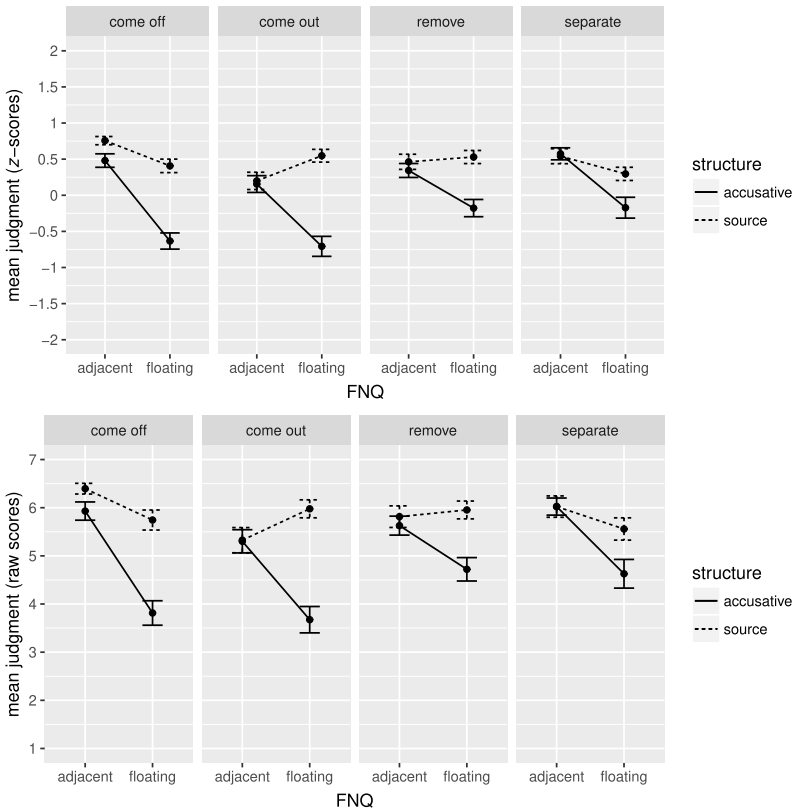 come off come out remove separate
mean judgment (z−scores)
2
1.5
1
0.5
0
−0.5
−1
−1.5
−2
adjacent floating adjacent floating adjacent floating adjacent floating
FNQ
structure
accusative
source
come off come out remove separate
mean judgment (raw scores)
7
6
5
4
3
2
1
adjacent floating adjacent floating adjacent floating adjacent floating
FNQ
structure
accusative
source